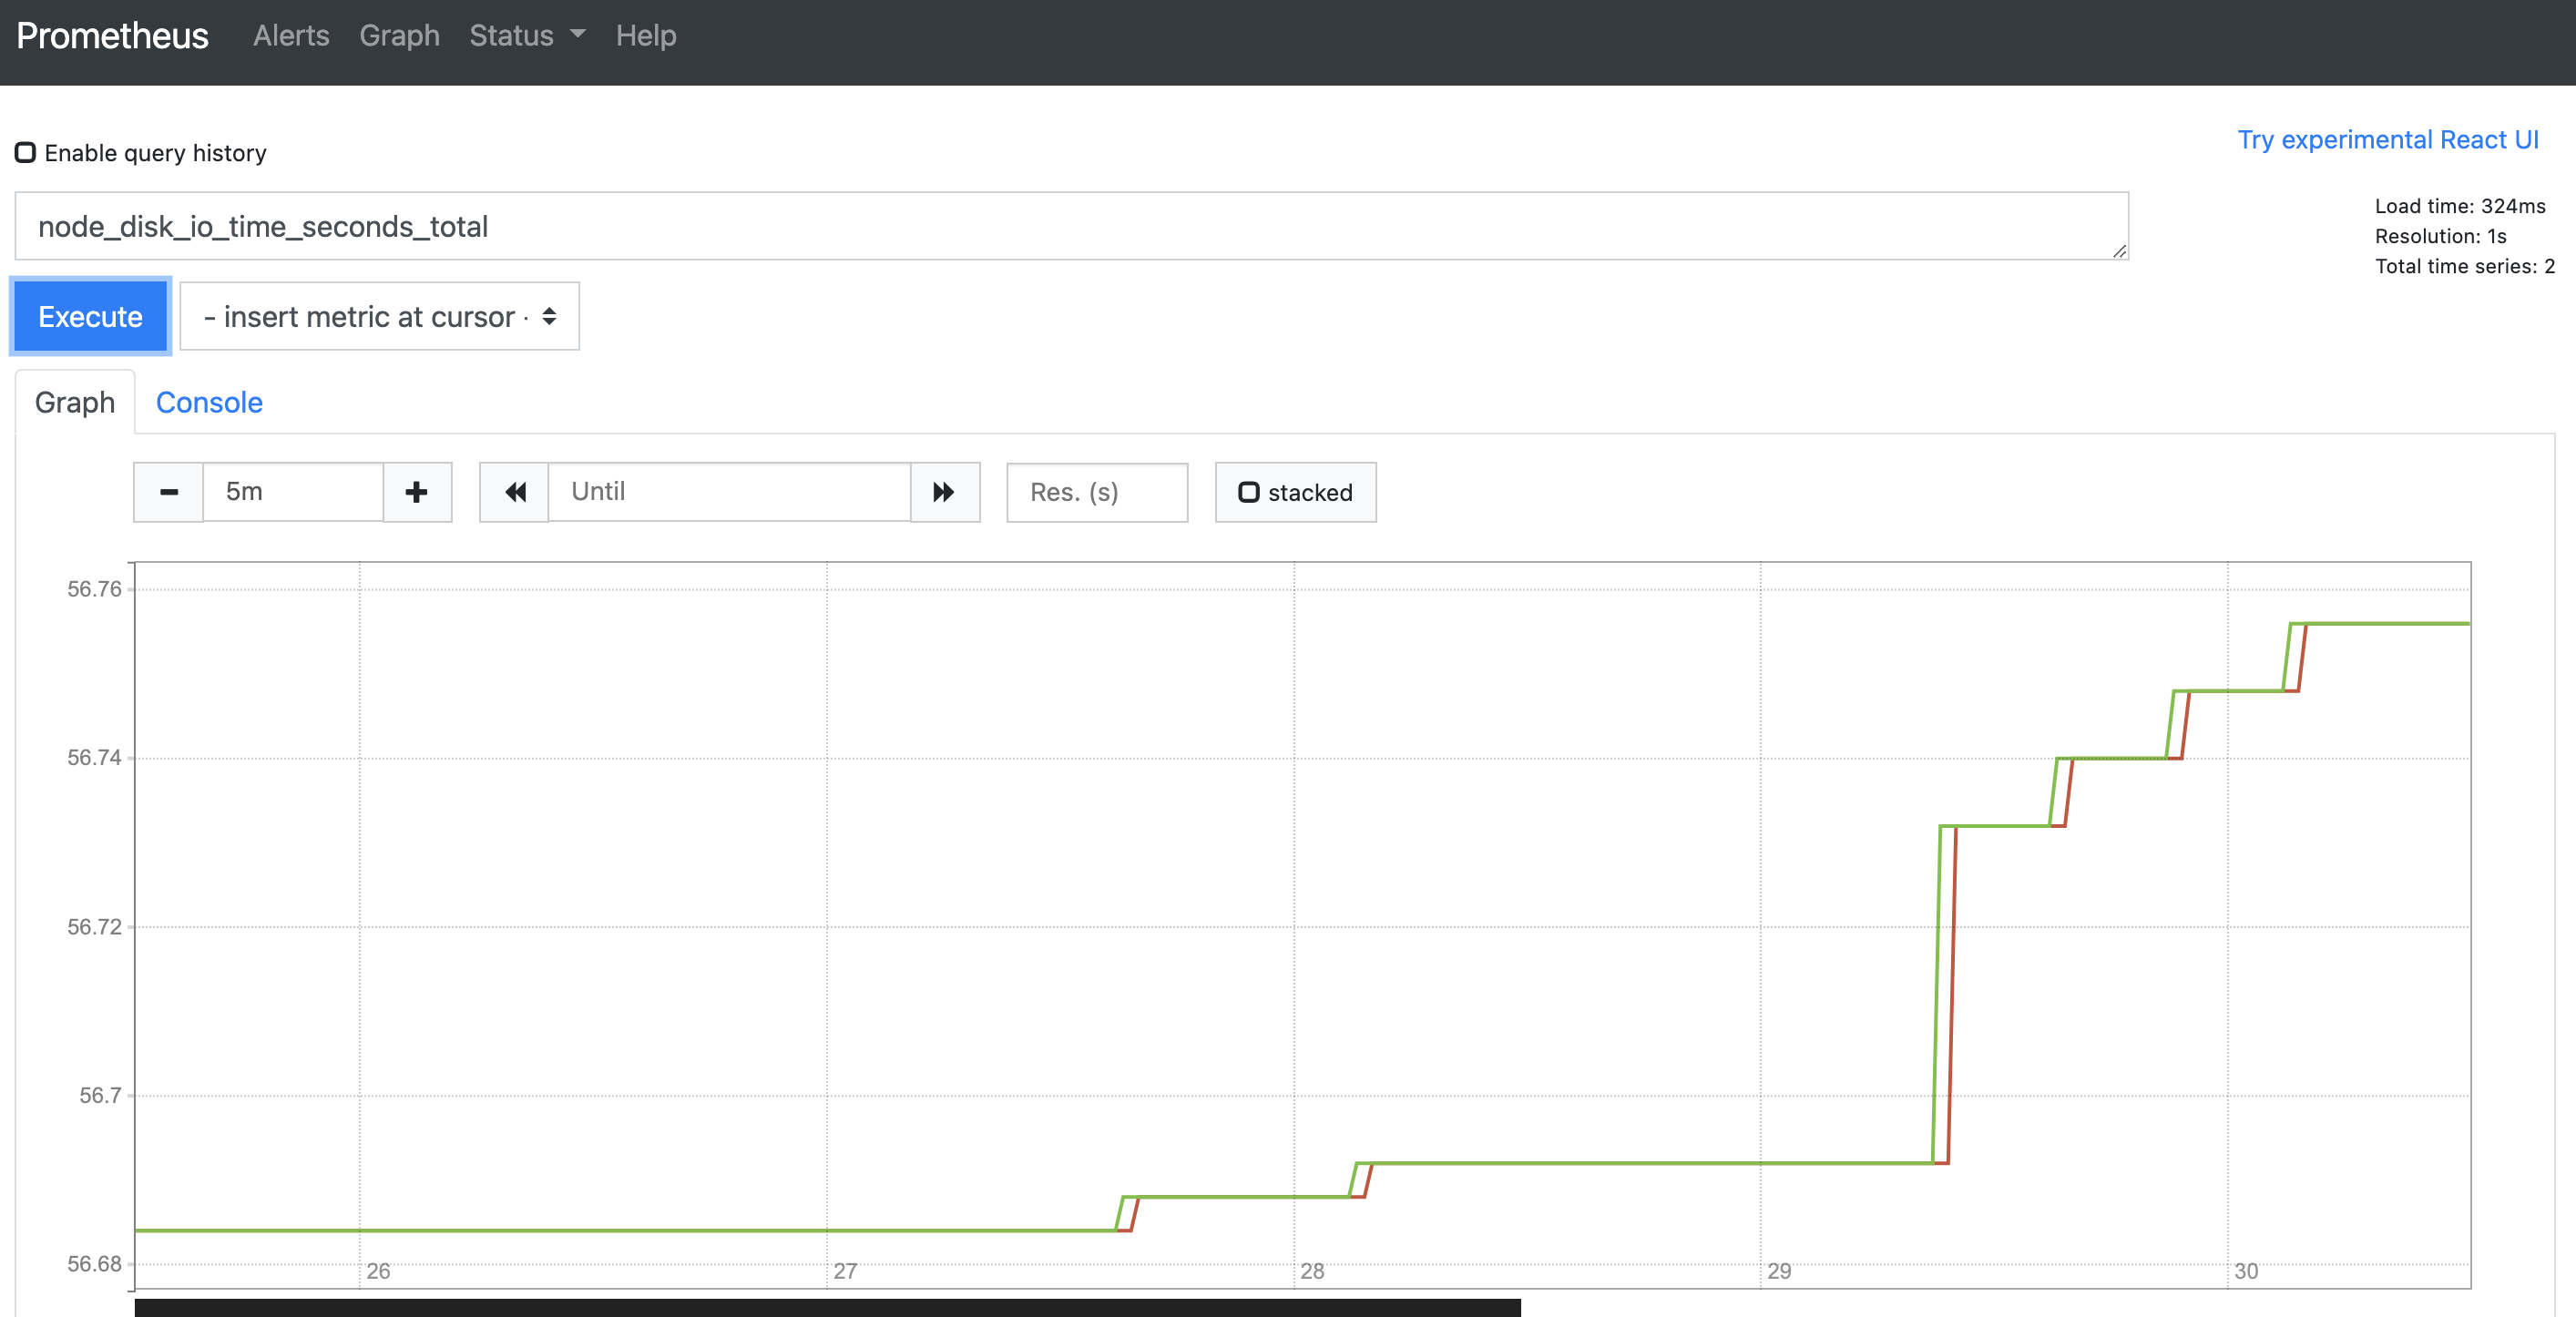 Prometheus Alerts Graph Status Help
Enable query history
Try experimental React UI
node_disk_io_time_seconds_total
Load time: 324ms
Resolution: 1s
Total time series: 2
Execute
- insert metric at cursor -
Graph Console
5m
Until
Res. (s)
stacked
56.76
56.74
56.72
56.7
56.68
26 27 28 29 30